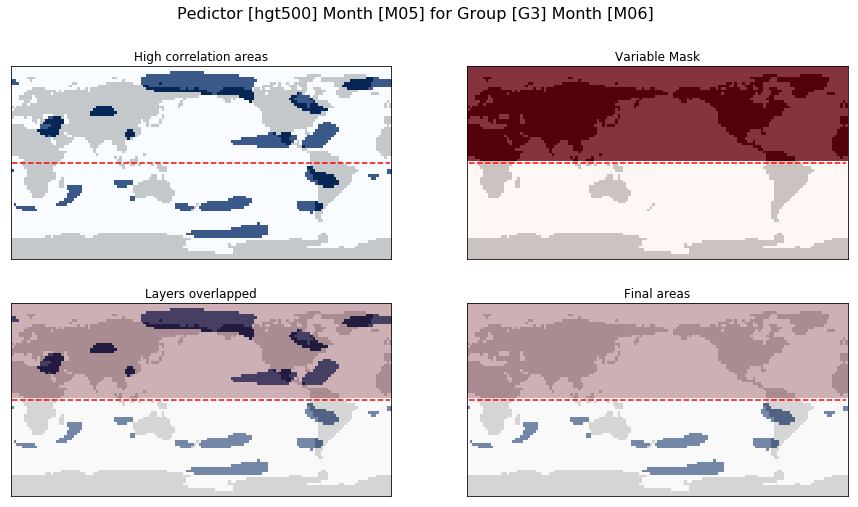 Pedictor [hgt500] Month [M05] for Group [G3] Month [M06]
High correlation areas
Variable Mask
Layers overlapped
Final areas